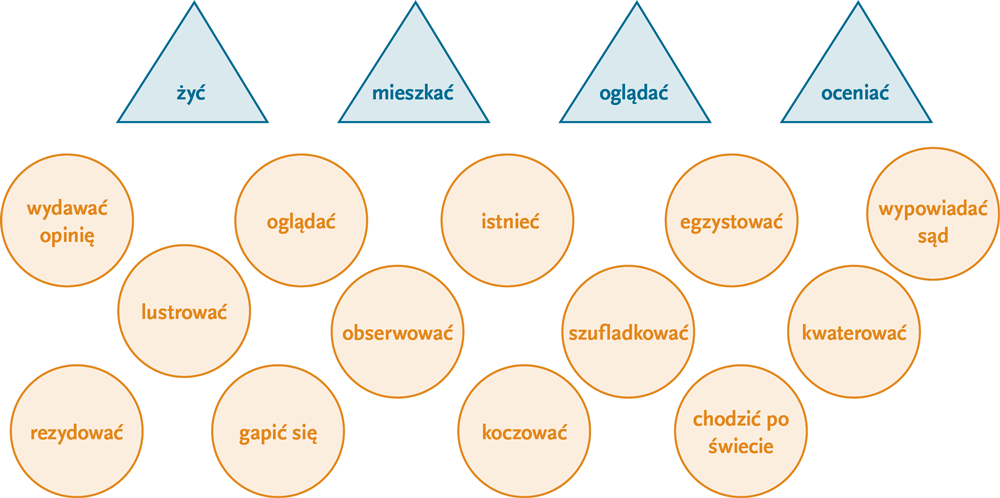 żyć
mieszkać
oglądać
oceniać
wydawać
opinię
oglądać
istnieć
egzystować
wypowiadać
sąd
lustrować
obserwować
szufladkować
kwaterować
rezydować
gapić się
koczować
chodzić po
świecie